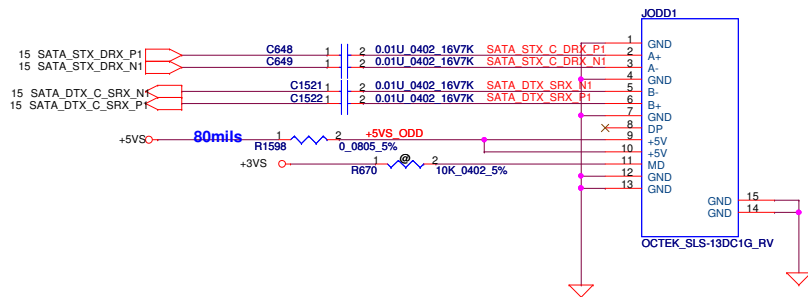 JODD1
1 GND
15 SATA_STX_DRX_P1 C648 1 2 0.01U_0402_16V7K SATA_STX_C_DRX_P1 2 A+
15 SATA_STX_DRX_N1 C649 1 2 0.01U_0402_16V7K SATA_STX_C_DRX_N1 3 A-
4 GND
15 SATA_DTX_C_SRX_N1 C1521 1 2 0.01U_0402_16V7K SATA_DTX_SRX_N1 5 B-
15 SATA_DTX_C_SRX_P1 C1522 1 2 0.01U_0402_16V7K SATA_DTX_SRX_P1 6 B+
7 GND
8 DP
+5VS 80mils 1 2 +5VS_ODD 9 +5V
R1598 0_0805_5% 10 +5V
+3VS 1 @ 2 11 MD
R670 10K_0402_5% 12 GND
13 GND
GND 15
GND 14
OCTEK_SLS-13DC1G_RV